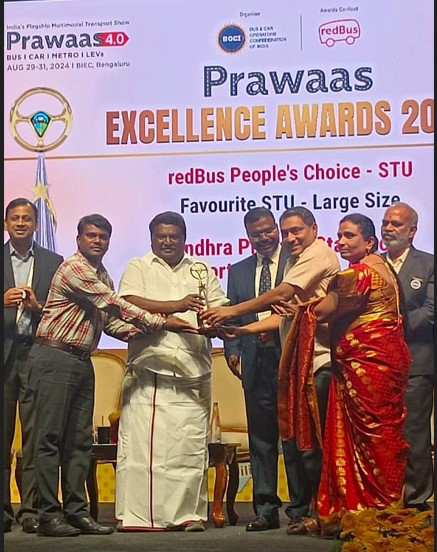 India's Flagship Multimodal Transport Show
Prawaas 4.0
BUS I CAR I METRO I LEVs
AUG 29-31, 2024 | BIEC, Bengaluru
Organiser
BOCI
BUS & CAR
OPERATORS
CONFEDERATION
OF INDIA
Awards Co-Host
redBus
Prawaas
EXCELLENCE AWARDS 20
redBus People's Choice - STU
Favourite STU - Large Size
ndhra P